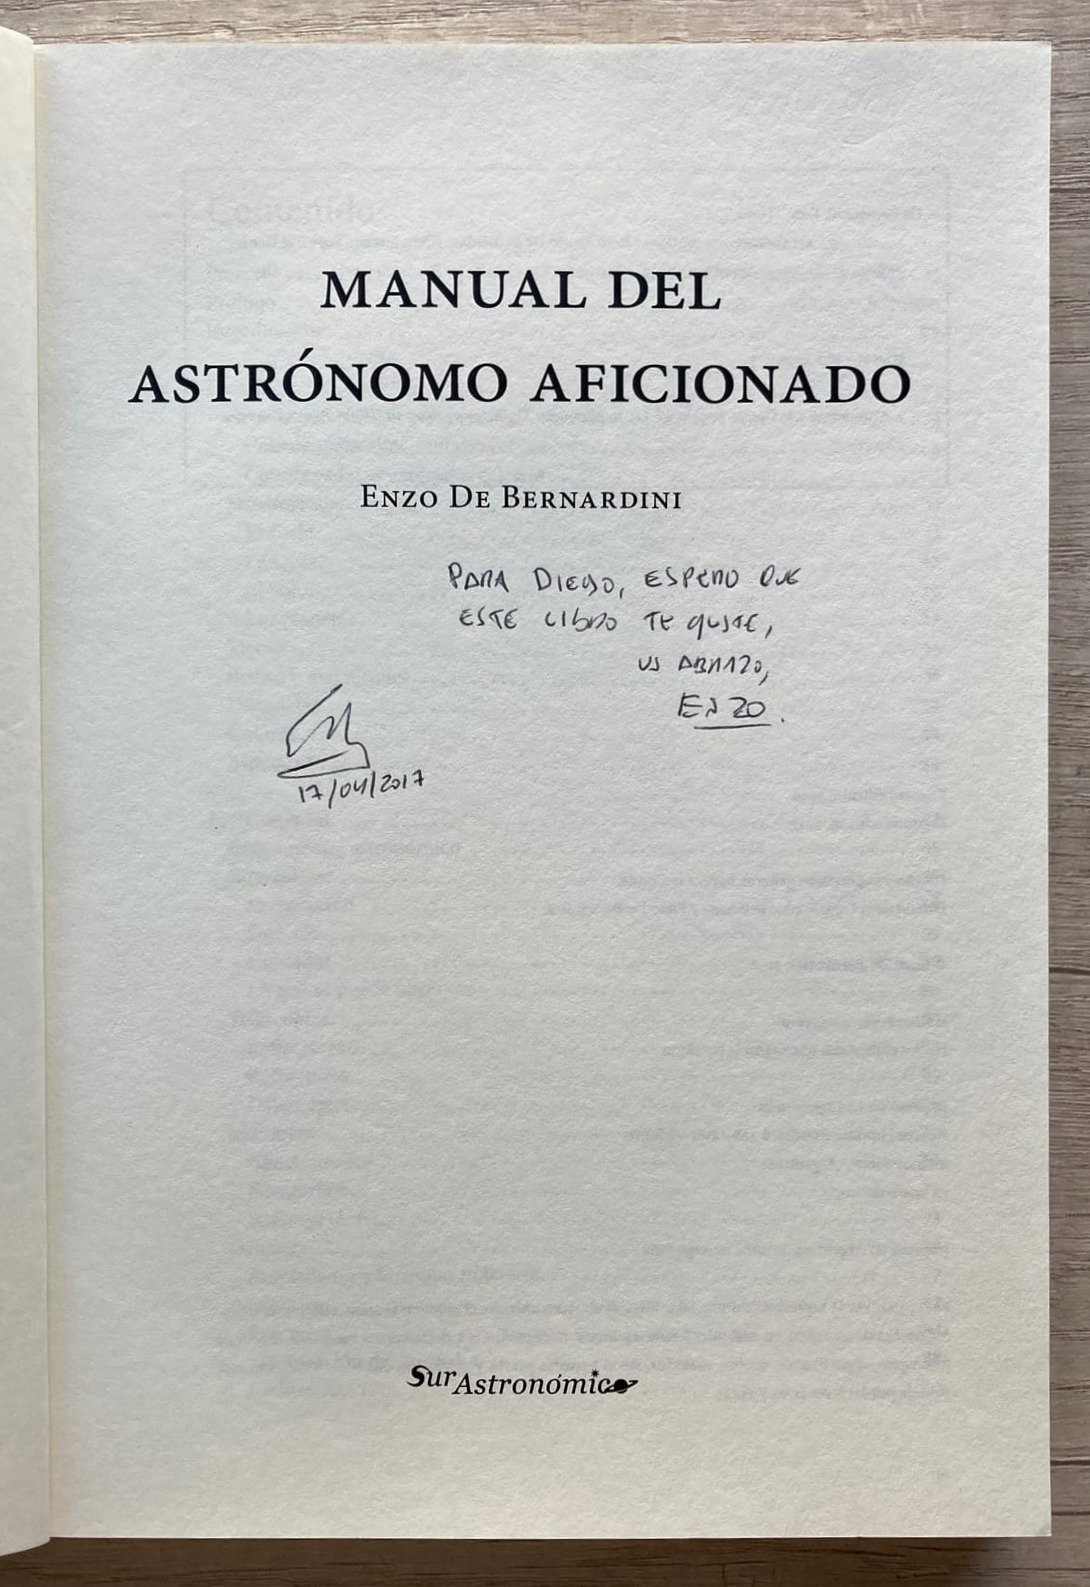 MANUAL DEL
ASTRÓNOMO AFICIONADO
ENZO DE BERNARDINI
PARA DIEGO, ESPERO QUE
ESTE LIBRO TE GUSTE,
UN ABRAZO,
ENZO.
17/04/2017
SurAstronómico